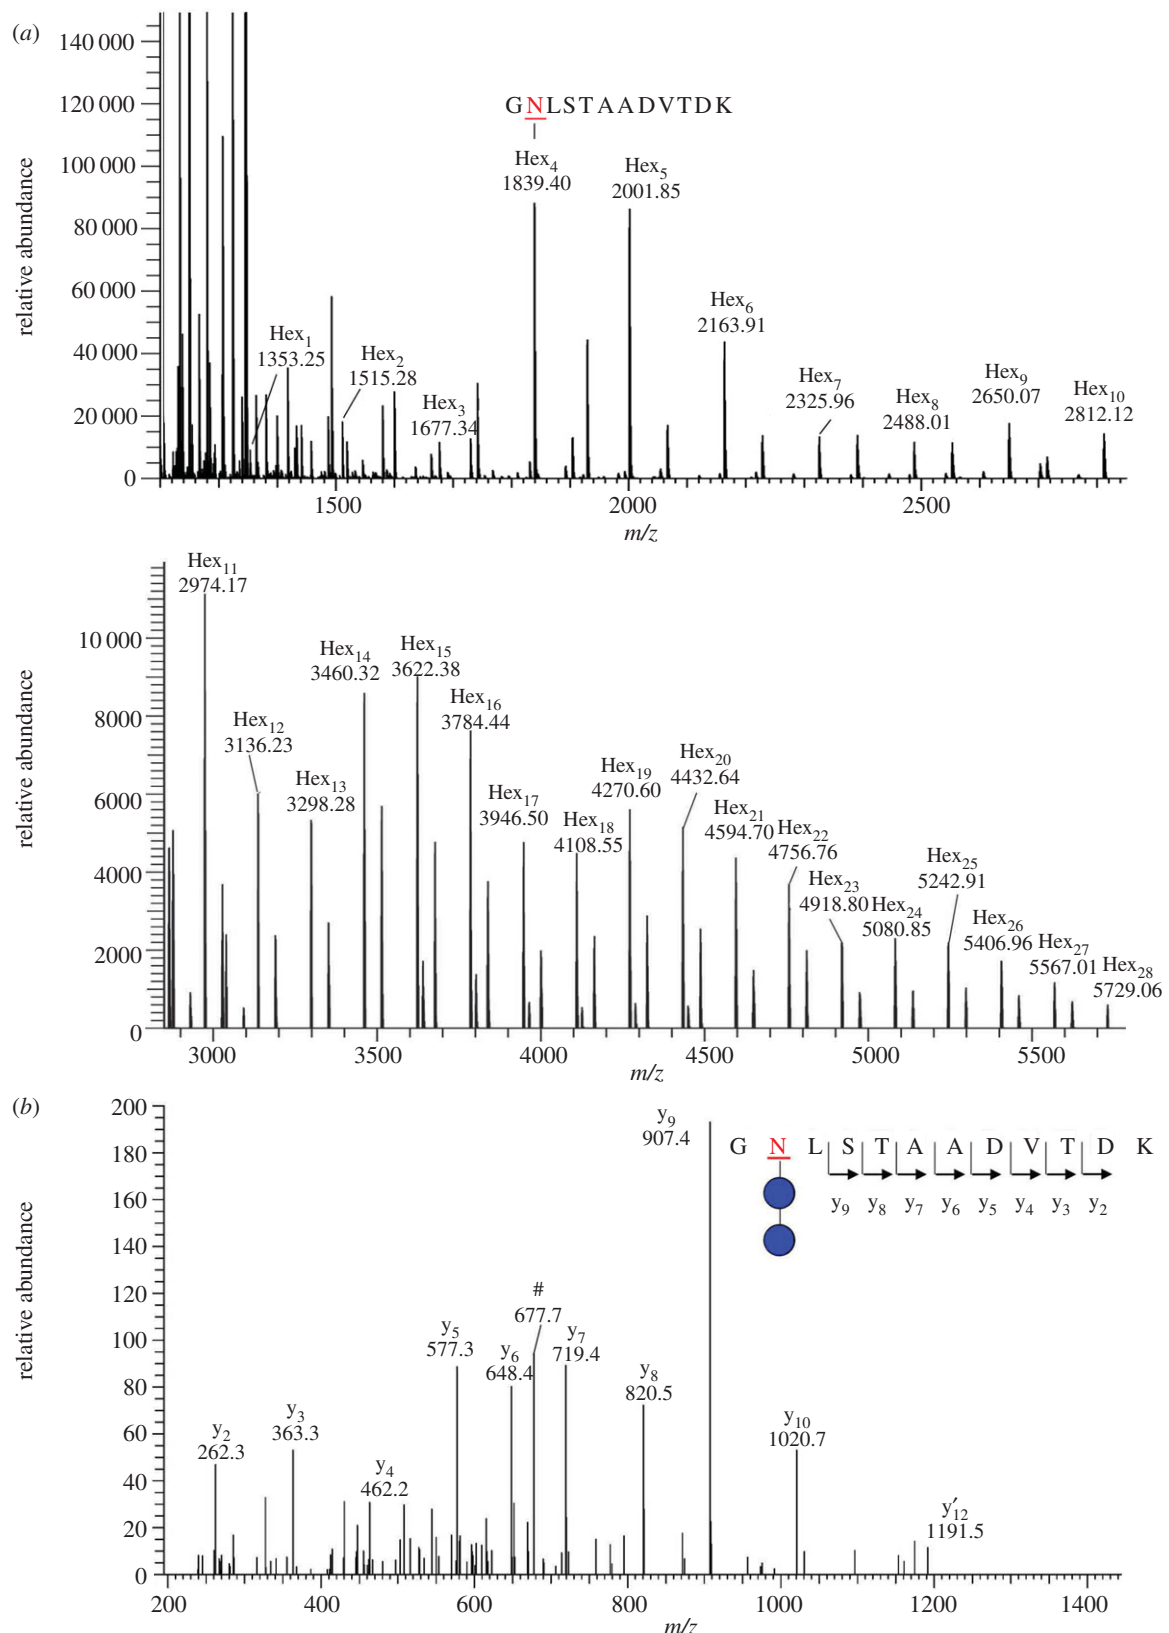 (a)
140 000
120 000
100 000
80 000
60 000
40 000
20 000
0
relative abundance
GNLSTAADVTDK
Hex1
1353.25
Hex2
1515.28
Hex3
1677.34
Hex4
1839.40
Hex5
2001.85
Hex6
2163.91
Hex7
2325.96
Hex8
2488.01
Hex9
2650.07
Hex10
2812.12
1500 2000 2500
m/z
10 000
8000
6000
4000
2000
0
relative abundance
Hex11
2974.17
Hex12
3136.23
Hex13
3298.28
Hex14
3460.32
Hex15
3622.38
Hex16
3784.44
Hex17
3946.50
Hex18
4108.55
Hex19
4270.60
Hex20
4432.64
Hex21
4594.70
Hex22
4756.76
Hex23
4918.80
Hex24
5080.85
Hex25
5242.91
Hex26
5406.96
Hex27
5567.01
Hex28
5729.06
3000 3500 4000 4500 5000 5500
m/z
(b)
200
180
160
140
120
100
80
60
40
20
0
relative abundance
G N L S T A A D V T D K
y9 y8 y7 y6 y5 y4 y3 y2
y2
262.3
y3
363.3
y4
462.2
y5
577.3
y6
648.4
#
677.7
y7
719.4
y8
820.5
y9
907.4
y10
1020.7
y′12
1191.5
200 400 600 800 1000 1200 1400
m/z